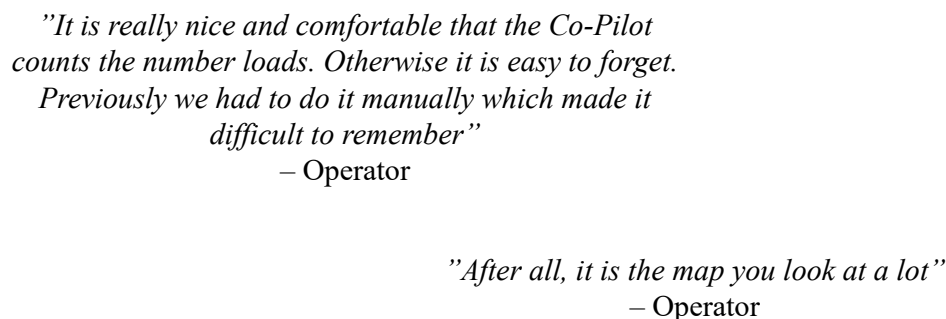 ”It is really nice and comfortable that the Co-Pilot
counts the number loads. Otherwise it is easy to forget.
Previously we had to do it manually which made it
difficult to remember”
– Operator
”After all, it is the map you look at a lot”
– Operator